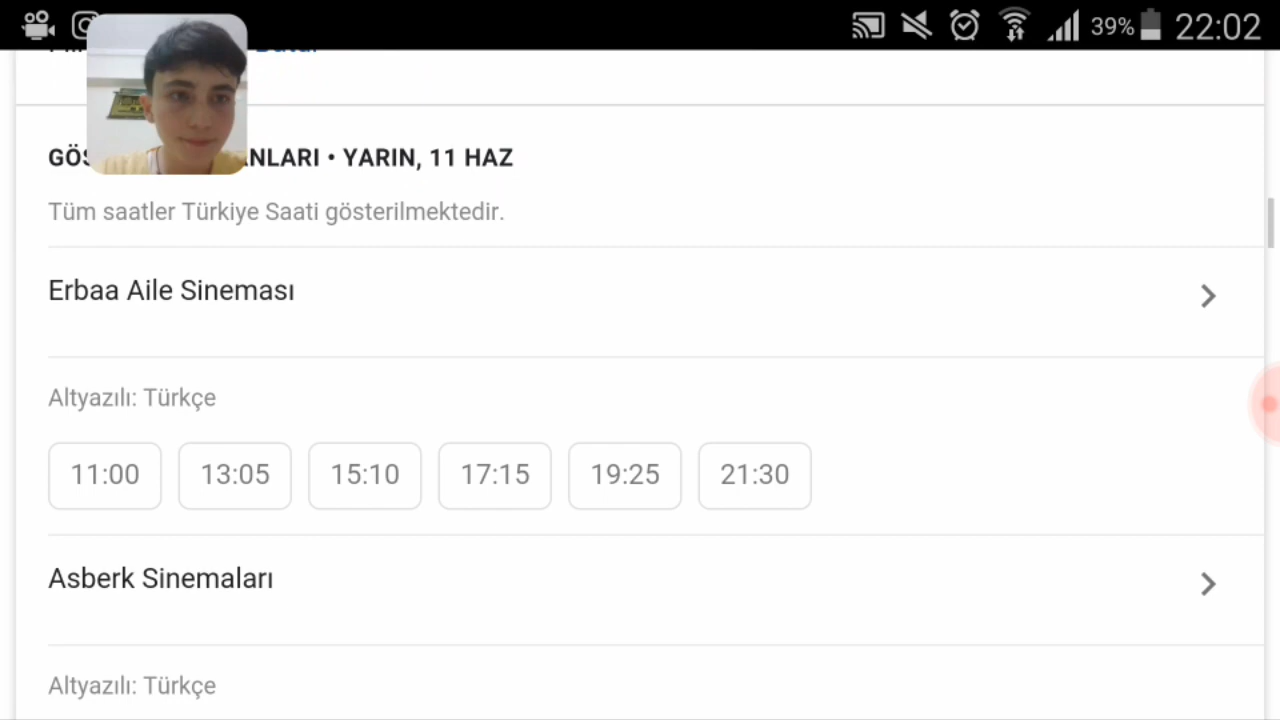 39% 22:02
ANLARI • YARIN, 11 HAZ
Tüm saatler Türkiye Saati gösterilmektedir.
Erbaa Aile Sineması
Altyazılı: Türkçe
11:00 13:05 15:10 17:15 19:25 21:30
Asberk Sinemaları
Altyazılı: Türkçe